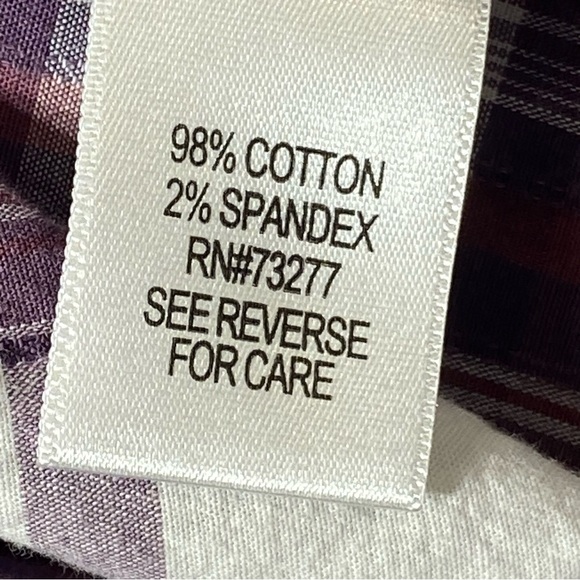 98% COTTON
2% SPANDEX
RN#73277
SEE REVERSE
FOR CARE